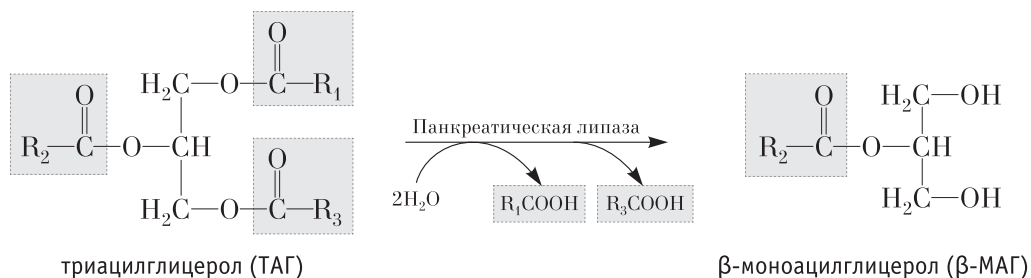 O
H₂C—O—C—R₁
O
R₂—C—O—CH
O
H₂C—O—C—R₃
Панкреатическая липаза
2H₂O
R₁COOH
R₃COOH
O
H₂C—OH
R₂—C—O—CH
H₂C—OH
триацилглицерол (ТАГ)
β-моноацилглицерол (β-МАГ)